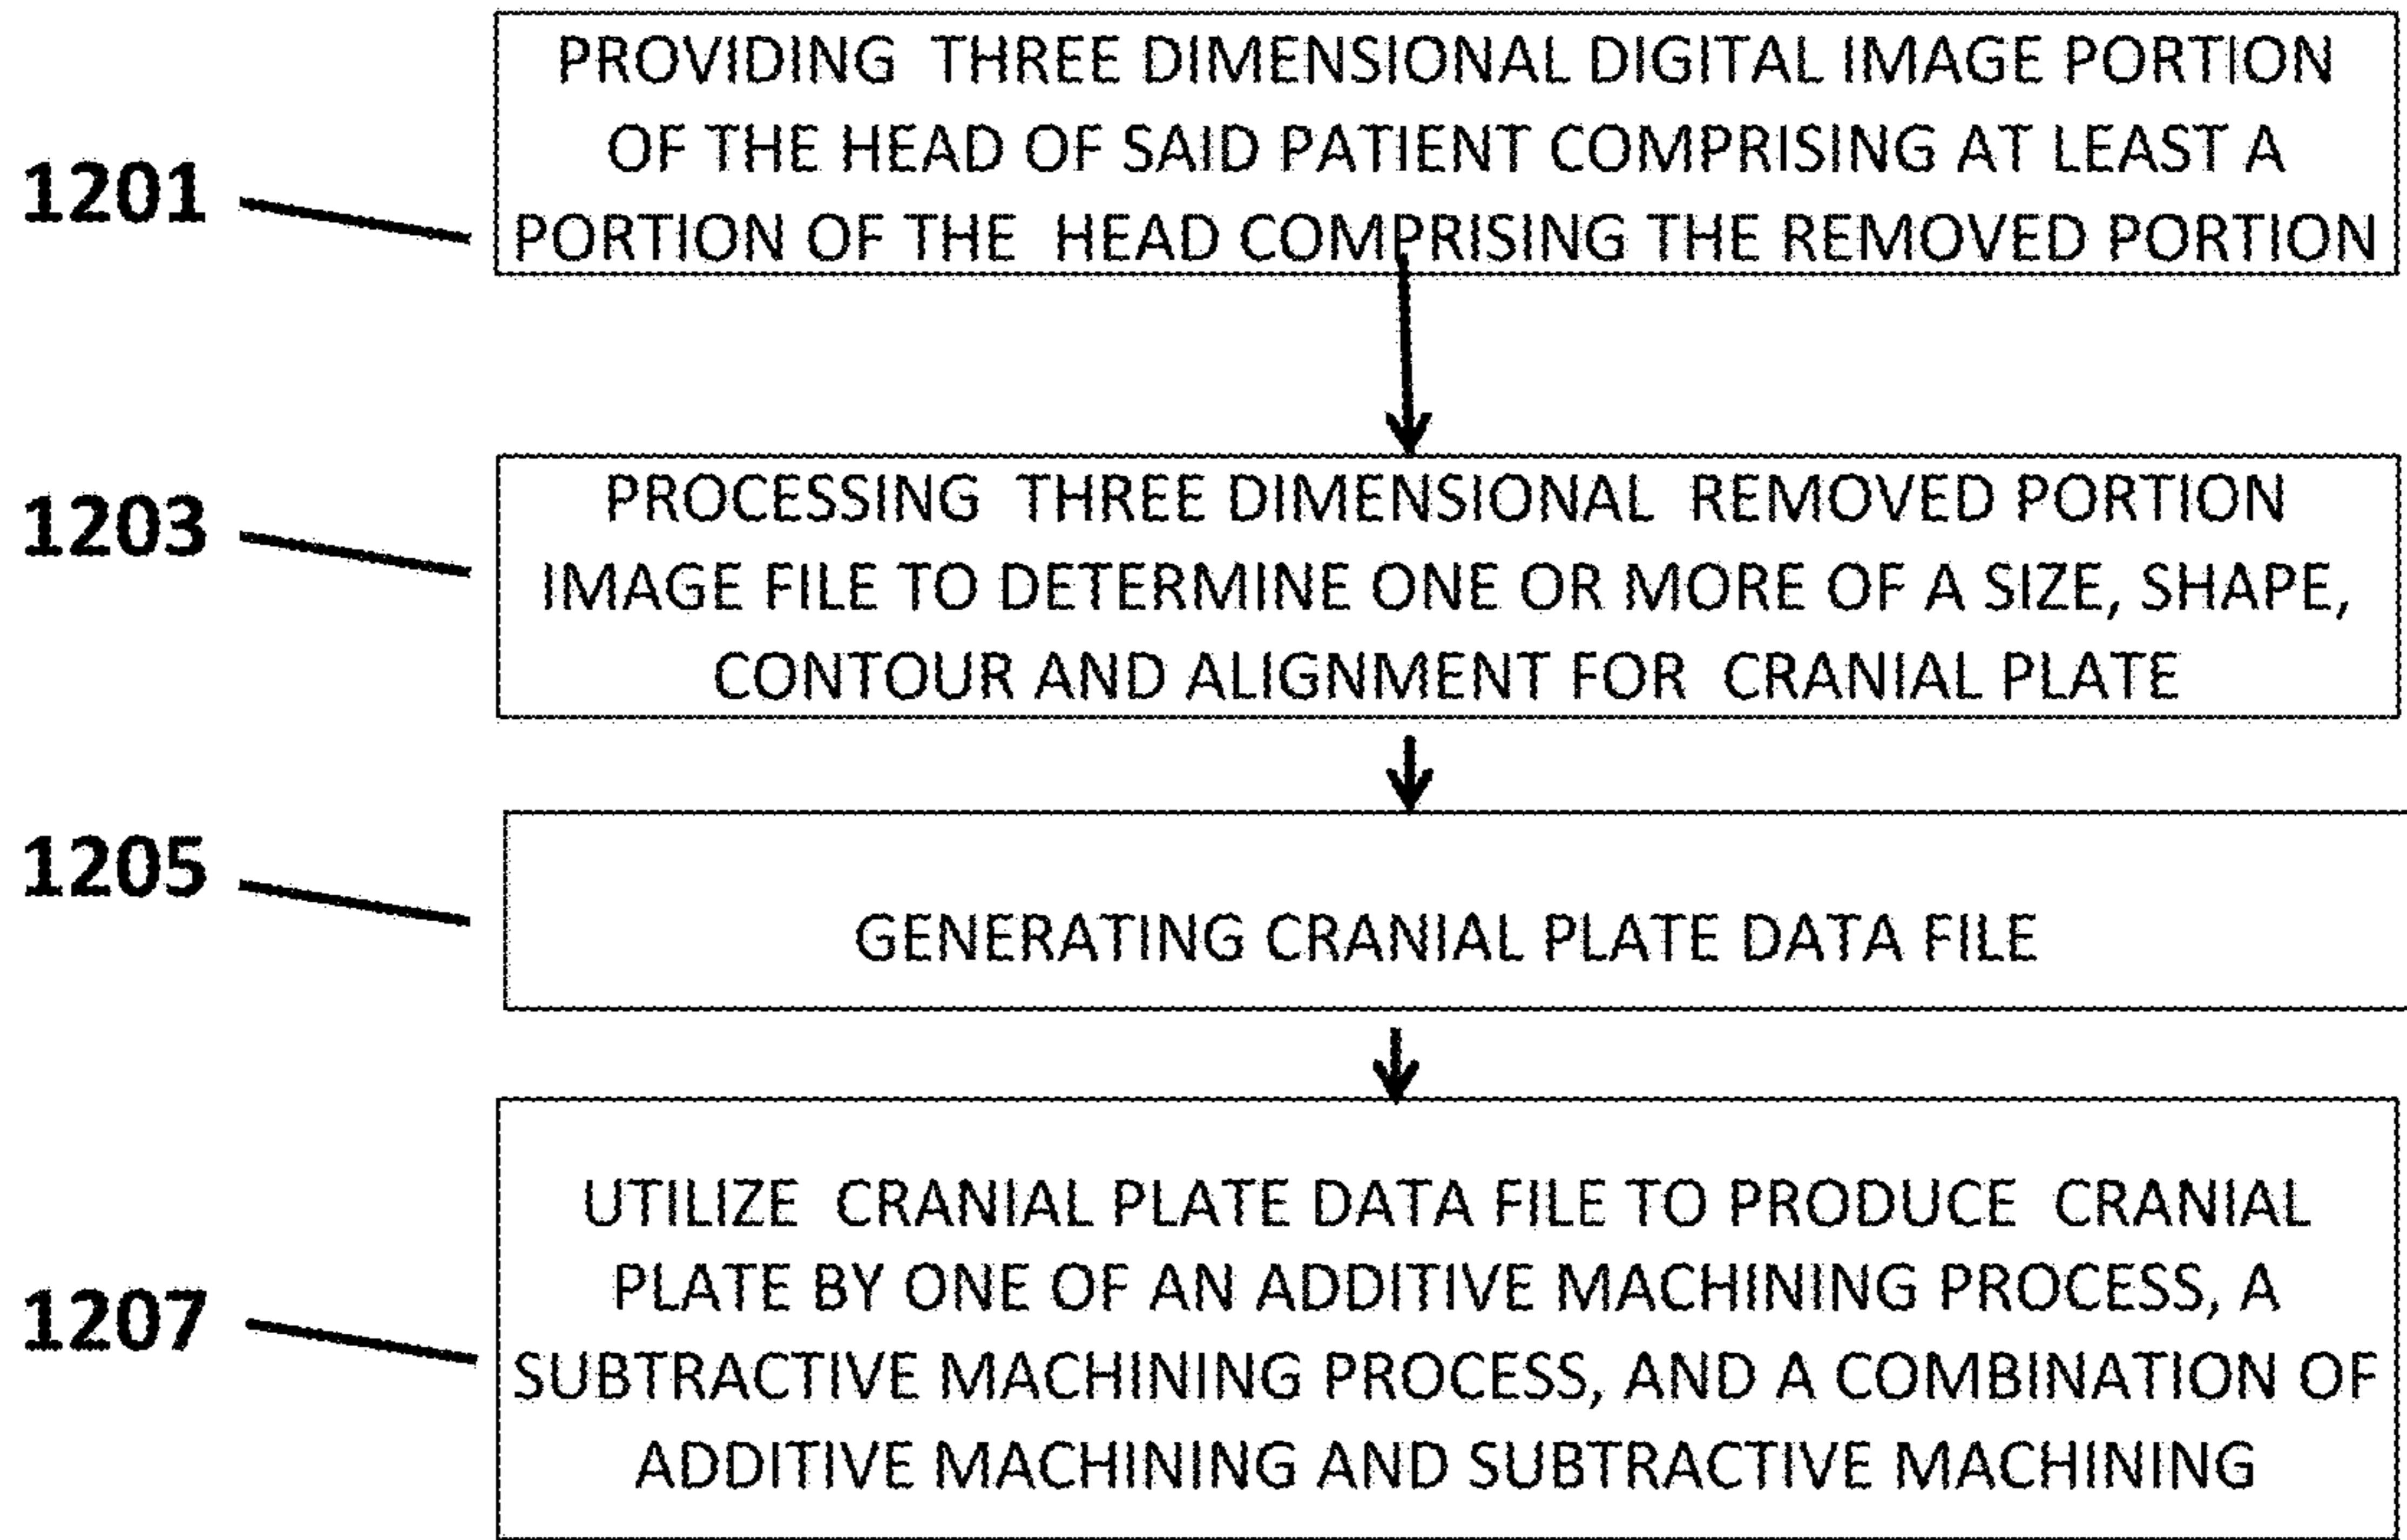 PROVIDING THREE DIMENSIONAL DIGITAL IMAGE PORTION
OF THE HEAD OF SAID PATIENT COMPRISING AT LEAST A
1201
PORTION OF THE HEAD COMPRISING THE REMOVED PORTION
PROCESSING THREE DIMENSIONAL REMOVED PORTION
1203
IMAGE FILE TO DETERMINE ONE OR MORE OF A SIZE, SHAPE,
CONTOUR AND ALIGNMENT FOR CRANIAL PLATE
1205
GENERATING CRANIAL PLATE DATA FILE
UTILIZE CRANIAL PLATE DATA FILE TO PRODUCE CRANIAL
PLATE BY ONE OF AN ADDITIVE MACHINING PROCESS, A
1207
SUBTRACTIVE MACHINING PROCESS, AND A COMBINATION OF
ADDITIVE MACHINING AND SUBTRACTIVE MACHINING